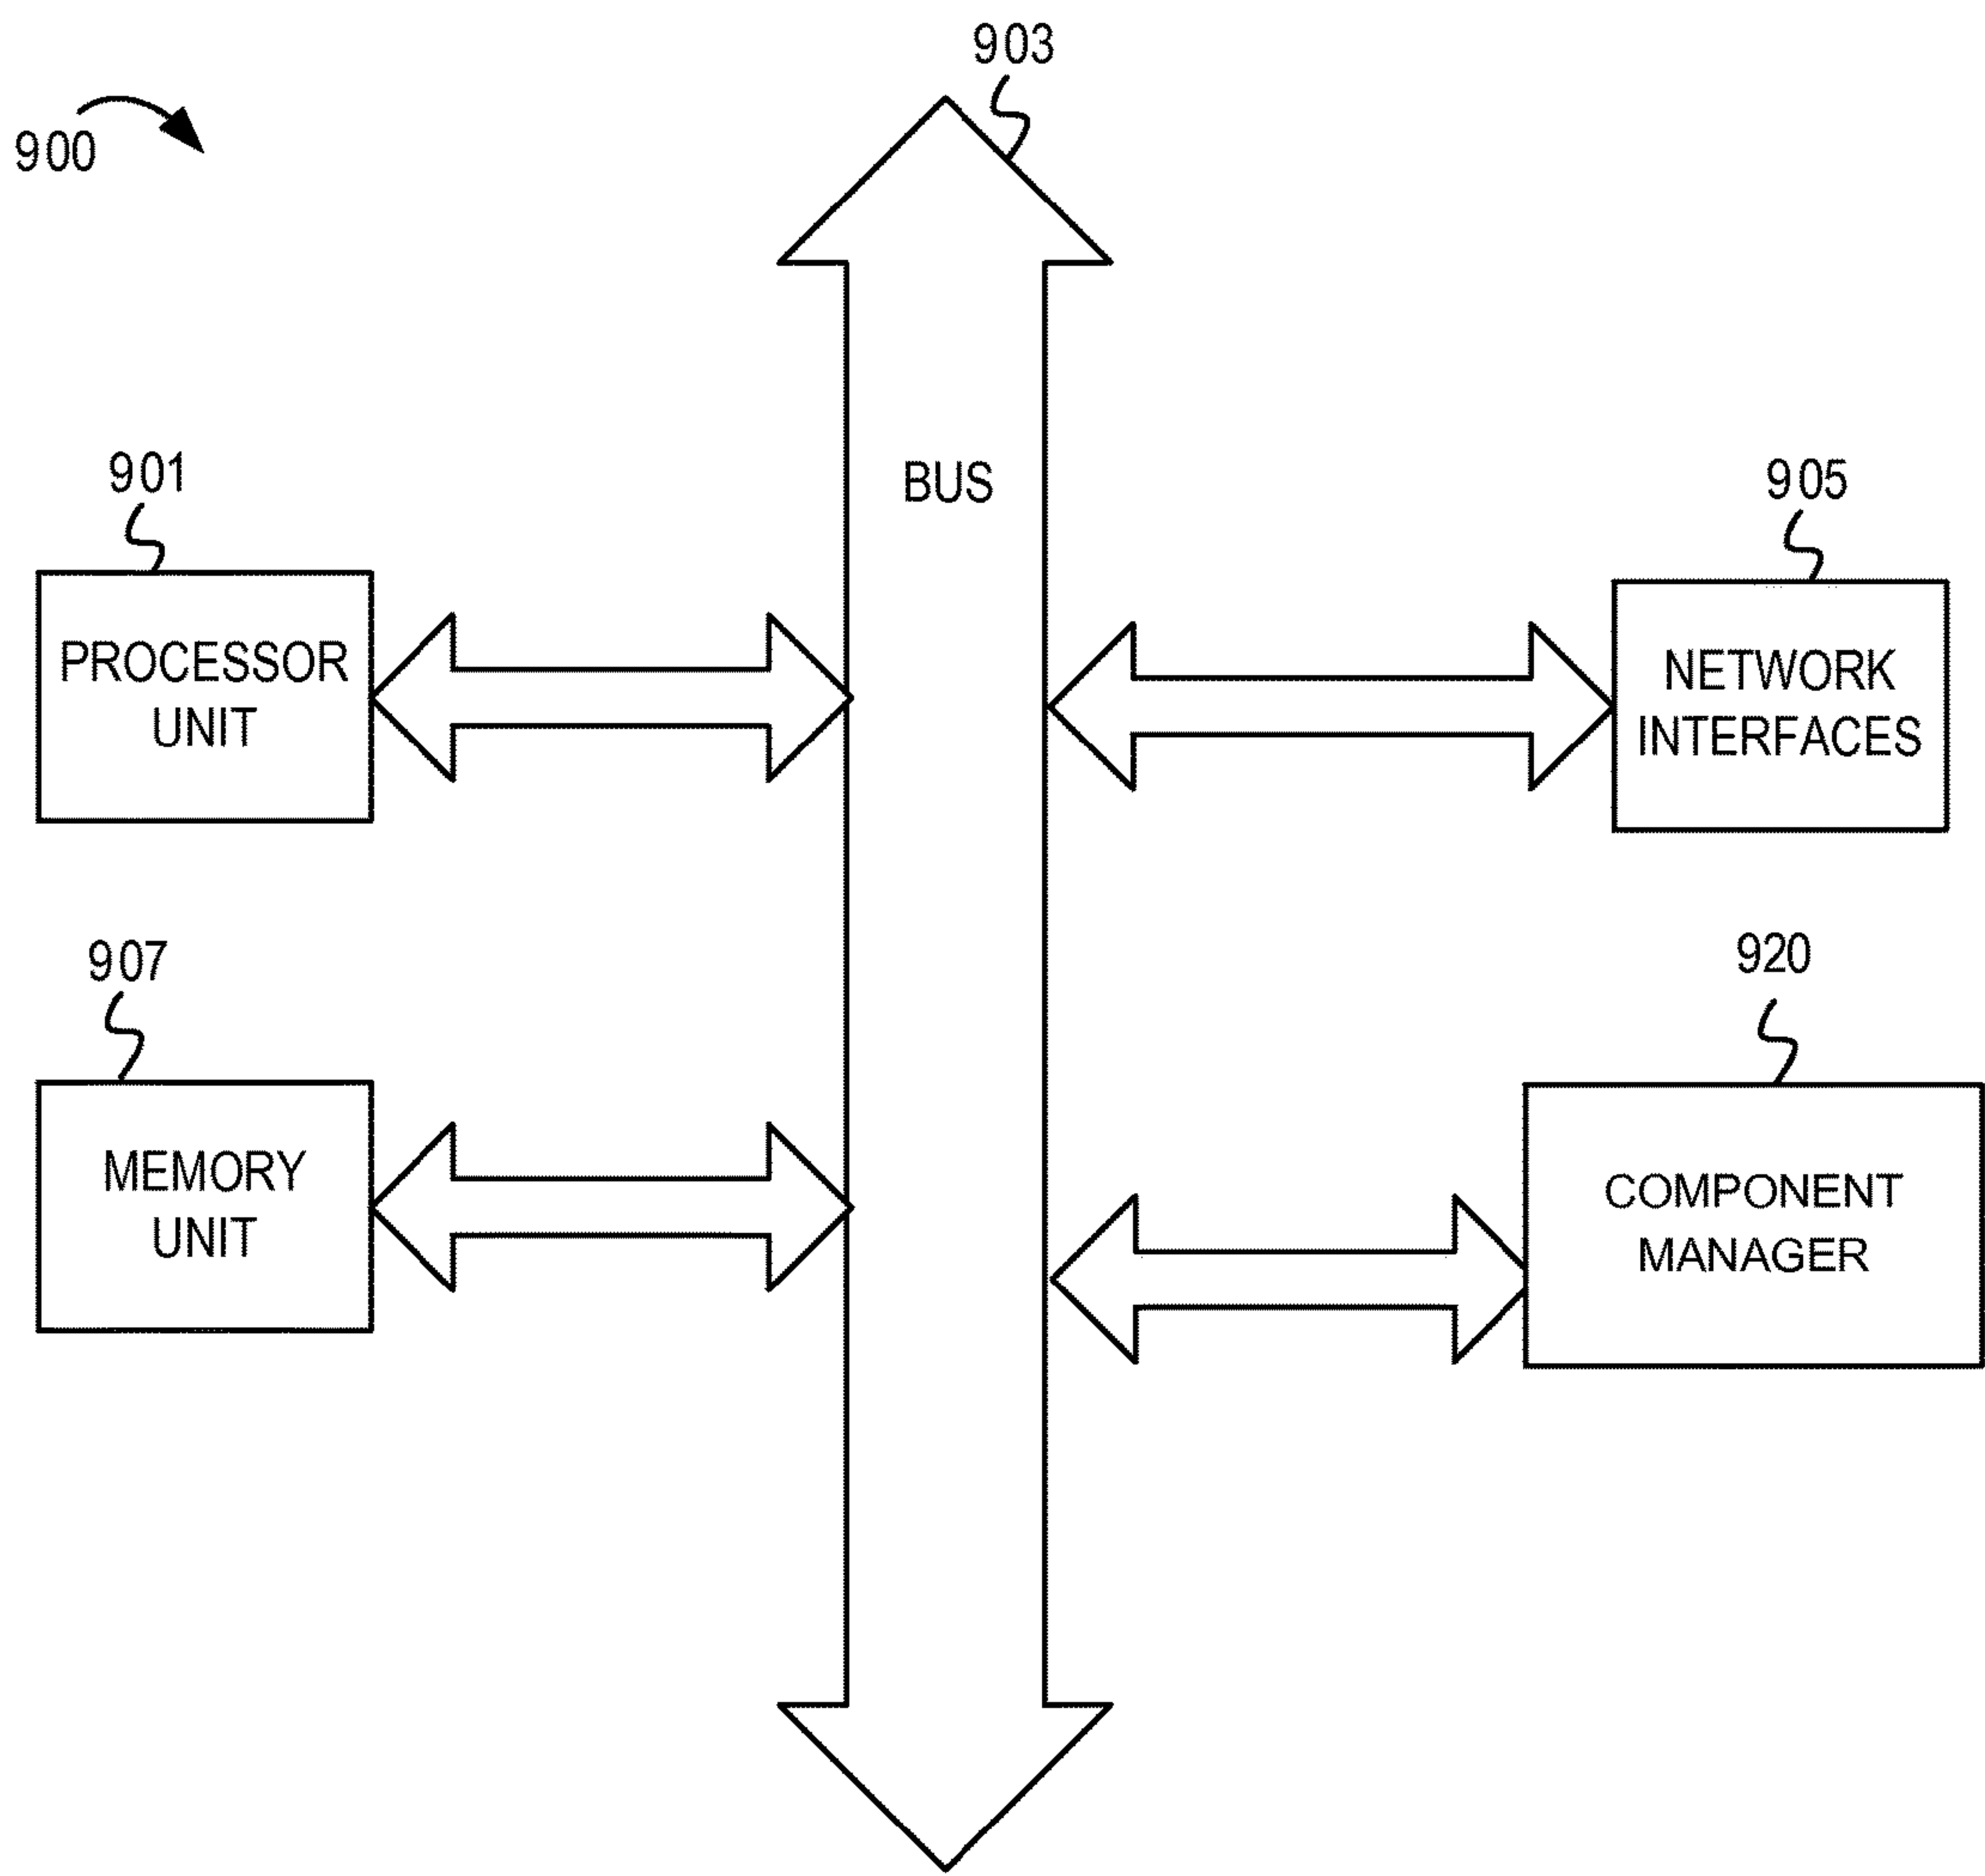 903
900
901
BUS
905
PROCESSOR
UNIT
NETWORK
INTERFACES
907
920
MEMORY
UNIT
COMPONENT
MANAGER